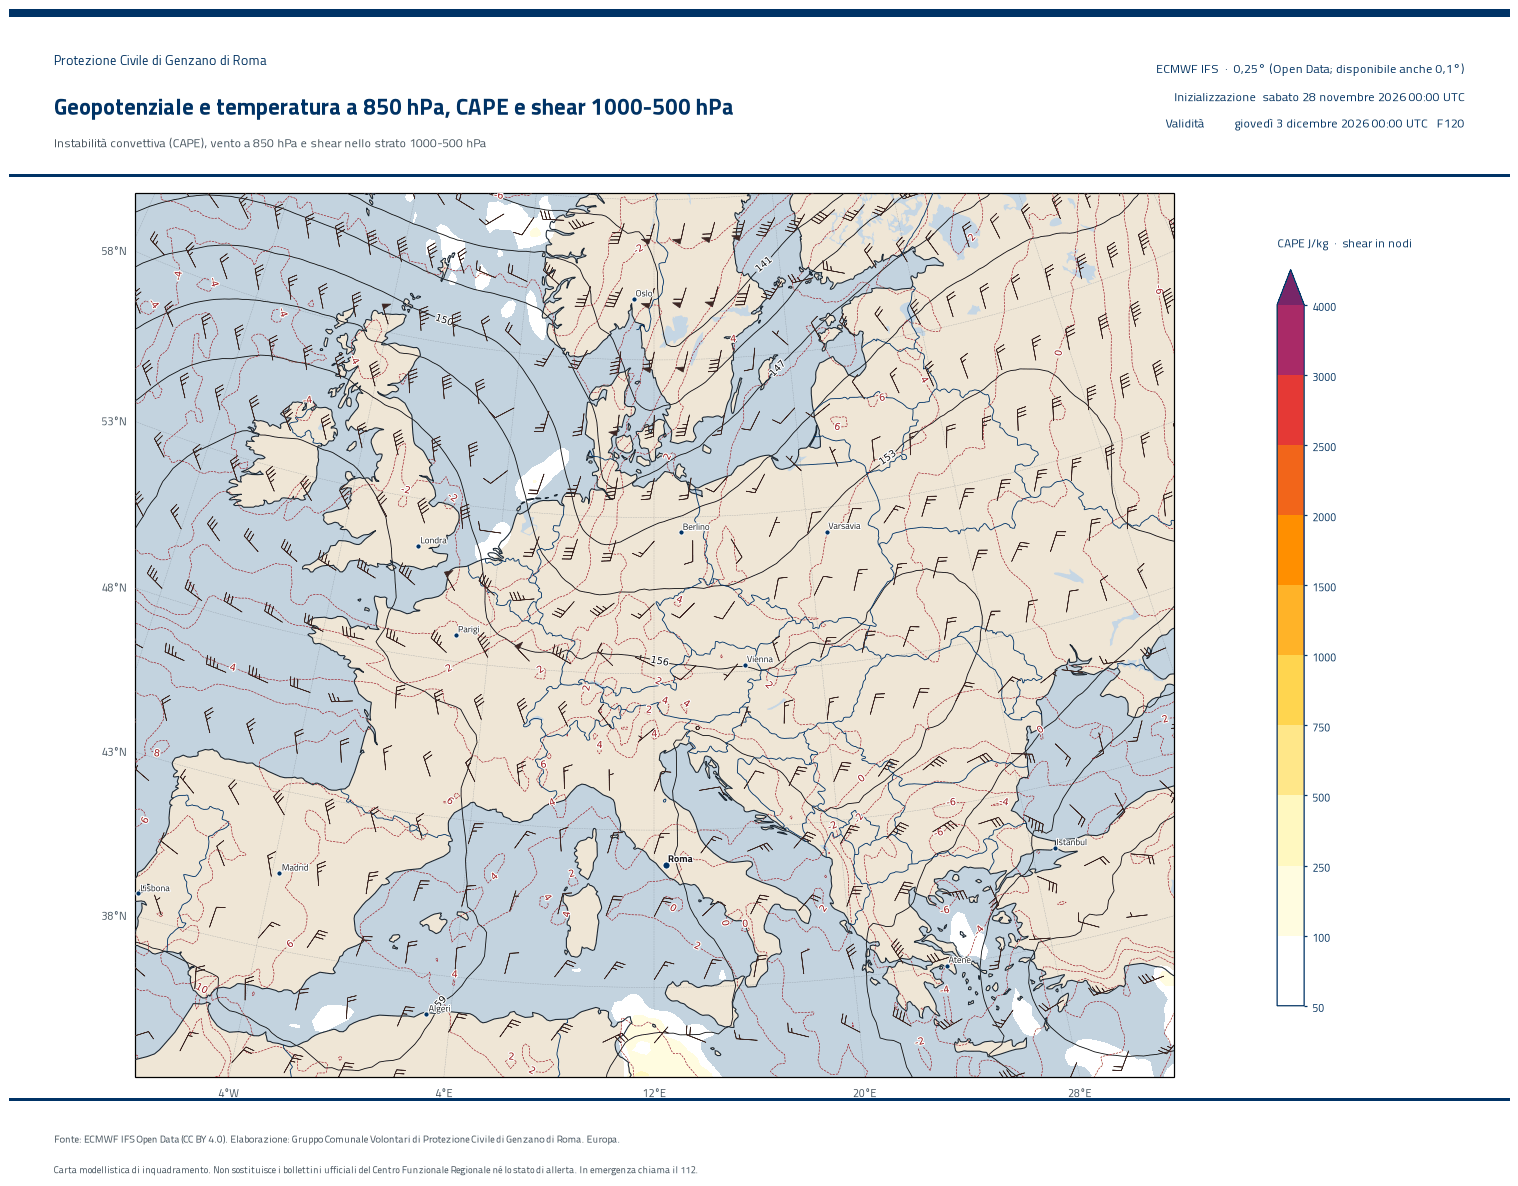 Protezione Civile di Genzano di Roma
Geopotenziale e temperatura a 850 hPa, CAPE e shear 1000-500 hPa
Instabilità convettiva (CAPE), vento a 850 hPa e shear nello strato 1000-500 hPa
ECMWF IFS · 0,25° (Open Data; disponibile anche 0,1°)
Inizializzazione sabato 28 novembre 2026 00:00 UTC
Validità giovedì 3 dicembre 2026 00:00 UTC F120
CAPE J/kg · shear in nodi
4000
3000
2500
2000
1500
1000
750
500
250
100
50
58°N
53°N
48°N
43°N
38°N
4°W
4°E
12°E
20°E
28°E
Oslo
Londra
Berlino
Varsavia
Parigi
Vienna
Madrid
Lisbona
Roma
Istanbul
Atene
Algeri
141
147
150
153
156
159
Fonte: ECMWF IFS Open Data (CC BY 4.0). Elaborazione: Gruppo Comunale Volontari di Protezione Civile di Genzano di Roma. Europa.
Carta modellistica di inquadramento. Non sostituisce i bollettini ufficiali del Centro Funzionale Regionale né lo stato di allerta. In emergenza chiama il 112.